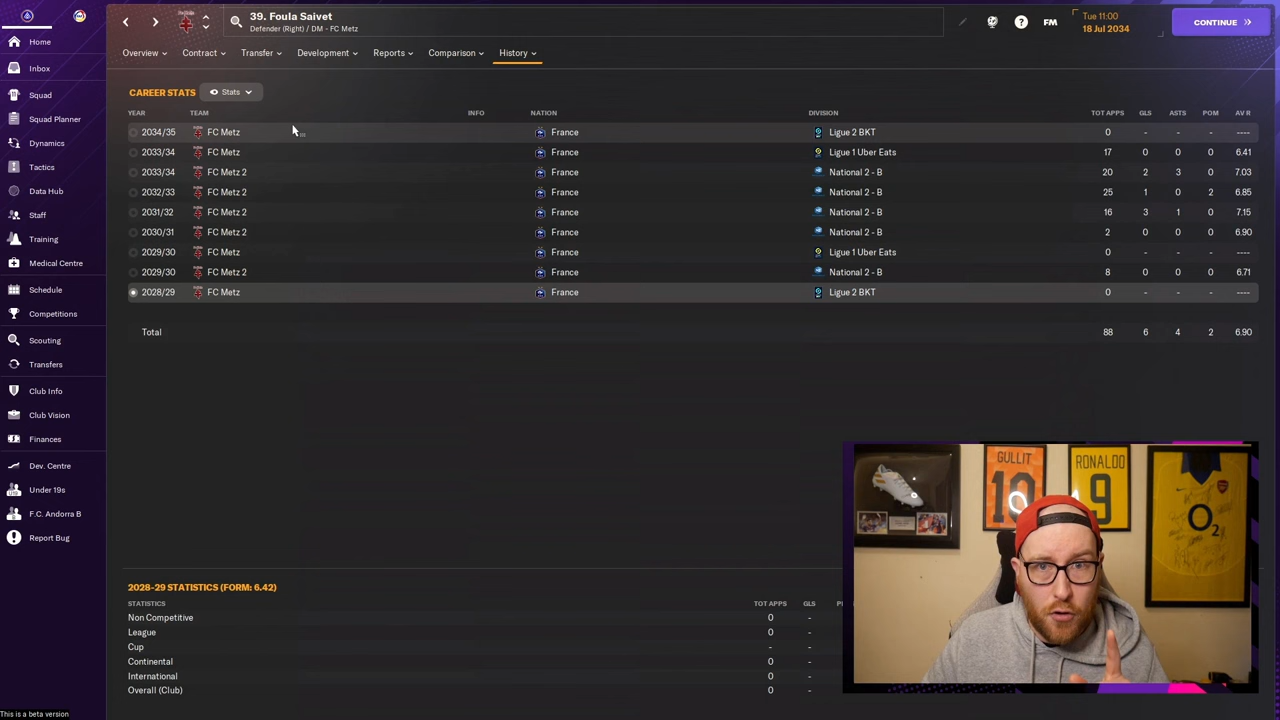 39. Foula Saivet
Defender (Right) / DM - FC Metz
FM
Tue 11:00
18 Jul 2034
CONTINUE
Home
Inbox
Squad
Squad Planner
Dynamics
Tactics
Data Hub
Staff
Training
Medical Centre
Schedule
Competitions
Scouting
Transfers
Club Info
Club Vision
Finances
Dev. Centre
Under 19s
F.C. Andorra B
Report Bug
This is a beta version
Overview Contract Transfer Development Reports Comparison History
CAREER STATS Stats
YEAR TEAM INFO NATION DIVISION TOT APPS GLS ASTS POM AV R
2034/35 FC Metz France Ligue 2 BKT 0 - - - ----
2033/34 FC Metz France Ligue 1 Uber Eats 17 0 0 0 6.41
2033/34 FC Metz 2 France National 2 - B 20 2 3 0 7.03
2032/33 FC Metz 2 France National 2 - B 25 1 0 2 6.85
2031/32 FC Metz 2 France National 2 - B 16 3 1 0 7.15
2030/31 FC Metz 2 France National 2 - B 2 0 0 0 6.90
2029/30 FC Metz France Ligue 1 Uber Eats 0 - - - ----
2029/30 FC Metz 2 France National 2 - B 8 0 0 0 6.71
2028/29 FC Metz France Ligue 2 BKT 0 - - - ----
Total 88 6 4 2 6.90
2028-29 STATISTICS (FORM: 6.42)
STATISTICS TOT APPS GLS
Non Competitive 0 -
League 0 -
Cup - -
Continental 0 -
International 0 -
Overall (Club) 0 -
GULLIT
10
RONALDO
9
O2